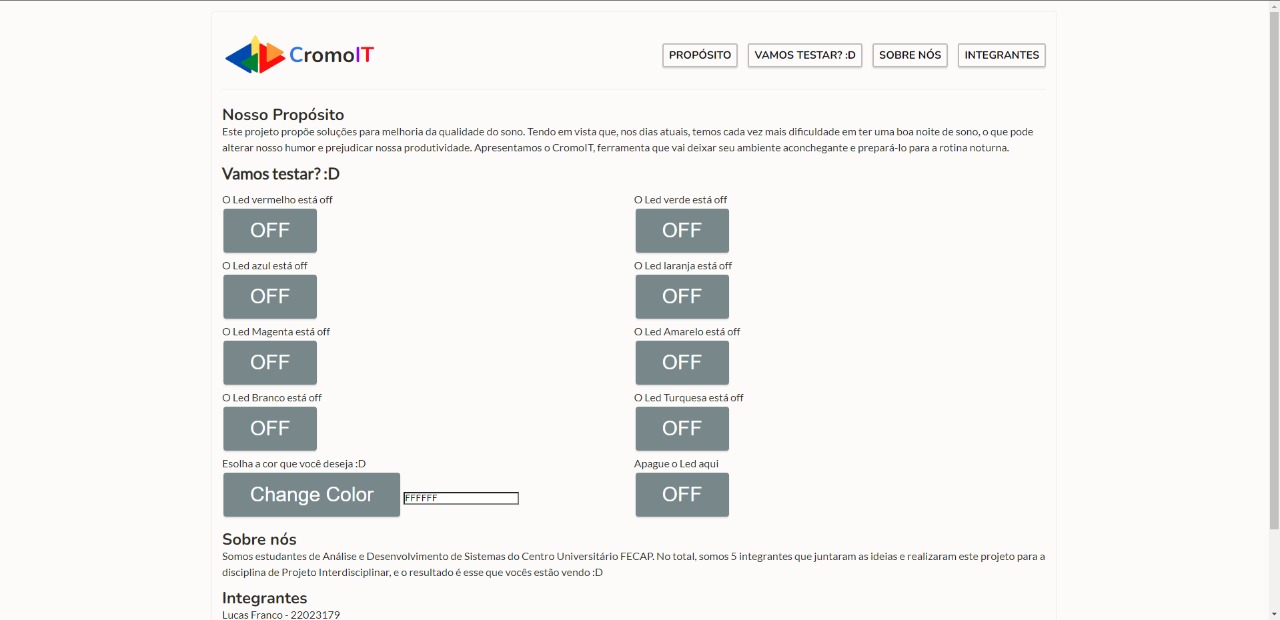 CromoIT
PROPÓSITO
VAMOS TESTAR? :D
SOBRE NÓS
INTEGRANTES
Nosso Propósito
Este projeto propõe soluções para melhoria da qualidade do sono. Tendo em vista que, nos dias atuais, temos cada vez mais dificuldade em ter uma boa noite de sono, o que pode
alterar nosso humor e prejudicar nossa produtividade. Apresentamos o CromoIT, ferramenta que vai deixar seu ambiente aconchegante e prepará-lo para a rotina noturna.
Vamos testar? :D
O Led vermelho está off
OFF
O Led verde está off
OFF
O Led azul está off
OFF
O Led laranja está off
OFF
O Led Magenta está off
OFF
O Led Amarelo está off
OFF
O Led Branco está off
OFF
O Led Turquesa está off
OFF
Esolha a cor que você deseja :D
Change Color
FFFFFF
Apague o Led aqui
OFF
Sobre nós
Somos estudantes de Análise e Desenvolvimento de Sistemas do Centro Universitário FECAP. No total, somos 5 integrantes que juntaram as ideias e realizaram este projeto para a
disciplina de Projeto Interdisciplinar, e o resultado é esse que vocês estão vendo :D
Integrantes
Lucas Franco - 22023179